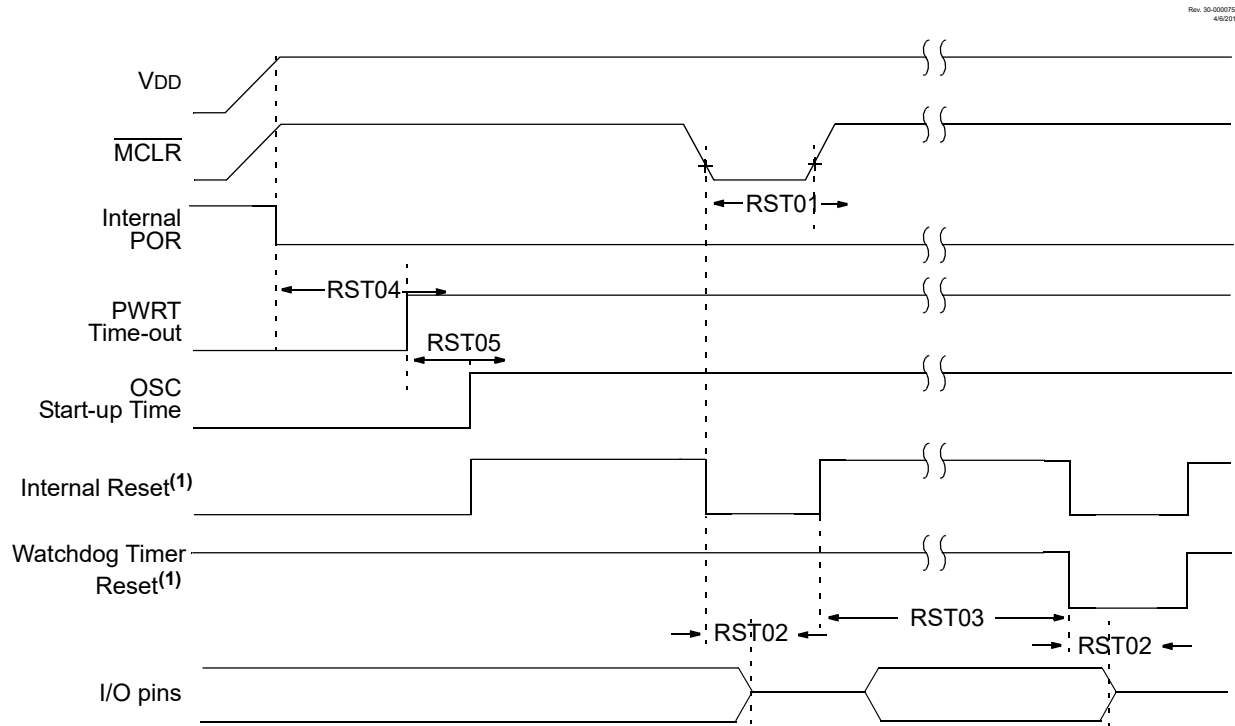 Rev. 30-000075
4/6/201
VDD
MCLR
RST01
Internal
POR
RST04
PWRT
Time-out
RST05
OSC
Start-up Time
Internal Reset(1)
Watchdog Timer
Reset(1)
RST03
RST02
RST02
I/O pins